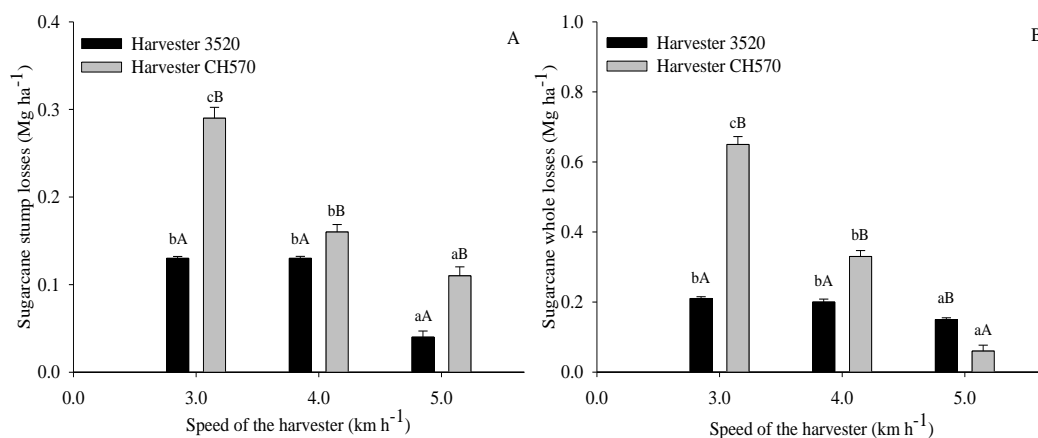 0.4
0.3
0.2
0.1
0.0
Sugarcane stump losses (Mg ha⁻¹)
Harvester 3520
Harvester CH570
A
bA
cB
bA
bB
aA
aB
0.0
3.0
4.0
5.0
Speed of the harvester (km h⁻¹)
1.0
0.8
0.6
0.4
0.2
0.0
Sugarcane whole losses (Mg ha⁻¹)
Harvester 3520
Harvester CH570
B
bA
cB
bA
bB
aB
aA
0.0
3.0
4.0
5.0
Speed of the harvester (km h⁻¹)